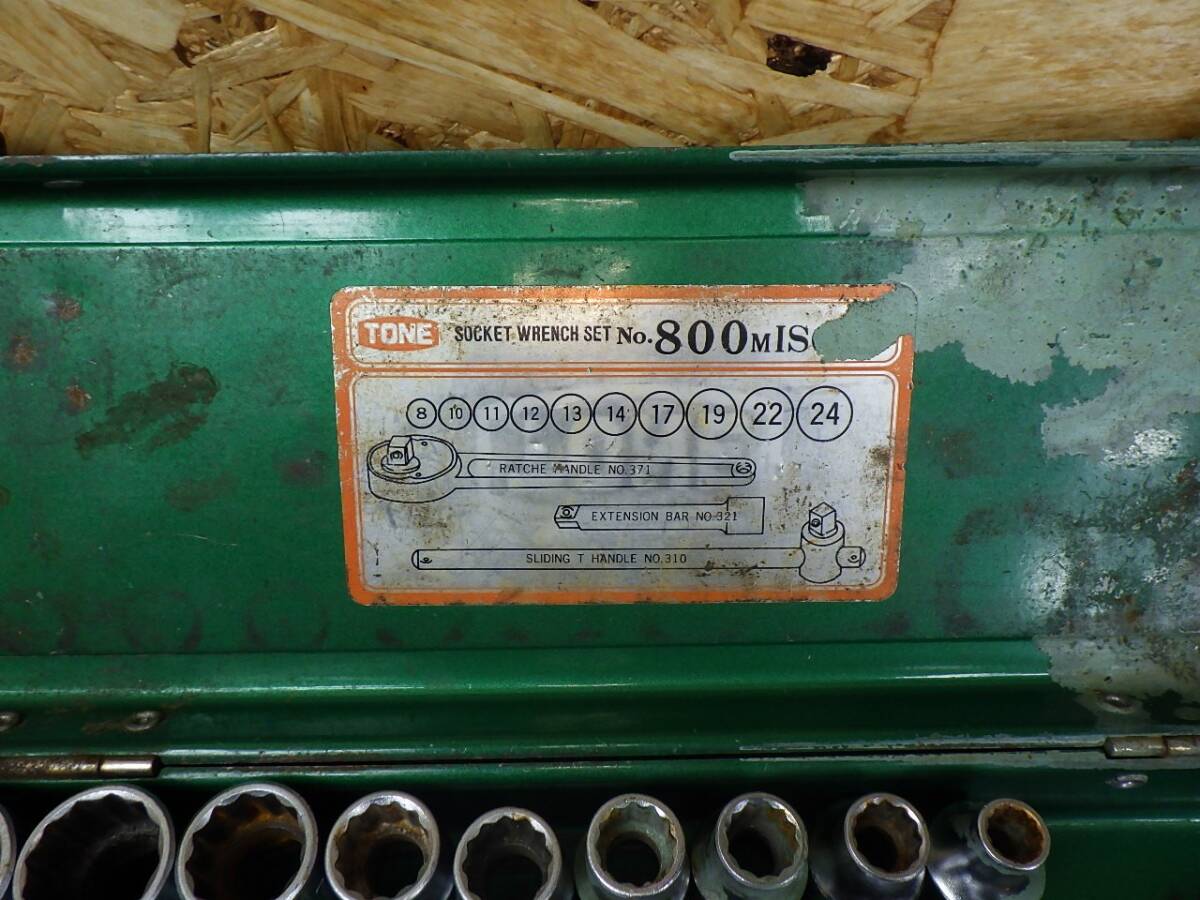 TONE SOCKET WRENCH SET No. 800MIS
8 10 11 12 13 14 17 19 22 24
RATCHE HANDLE NO.371
EXTENSION BAR NO.321
SLIDING T HANDLE NO.310